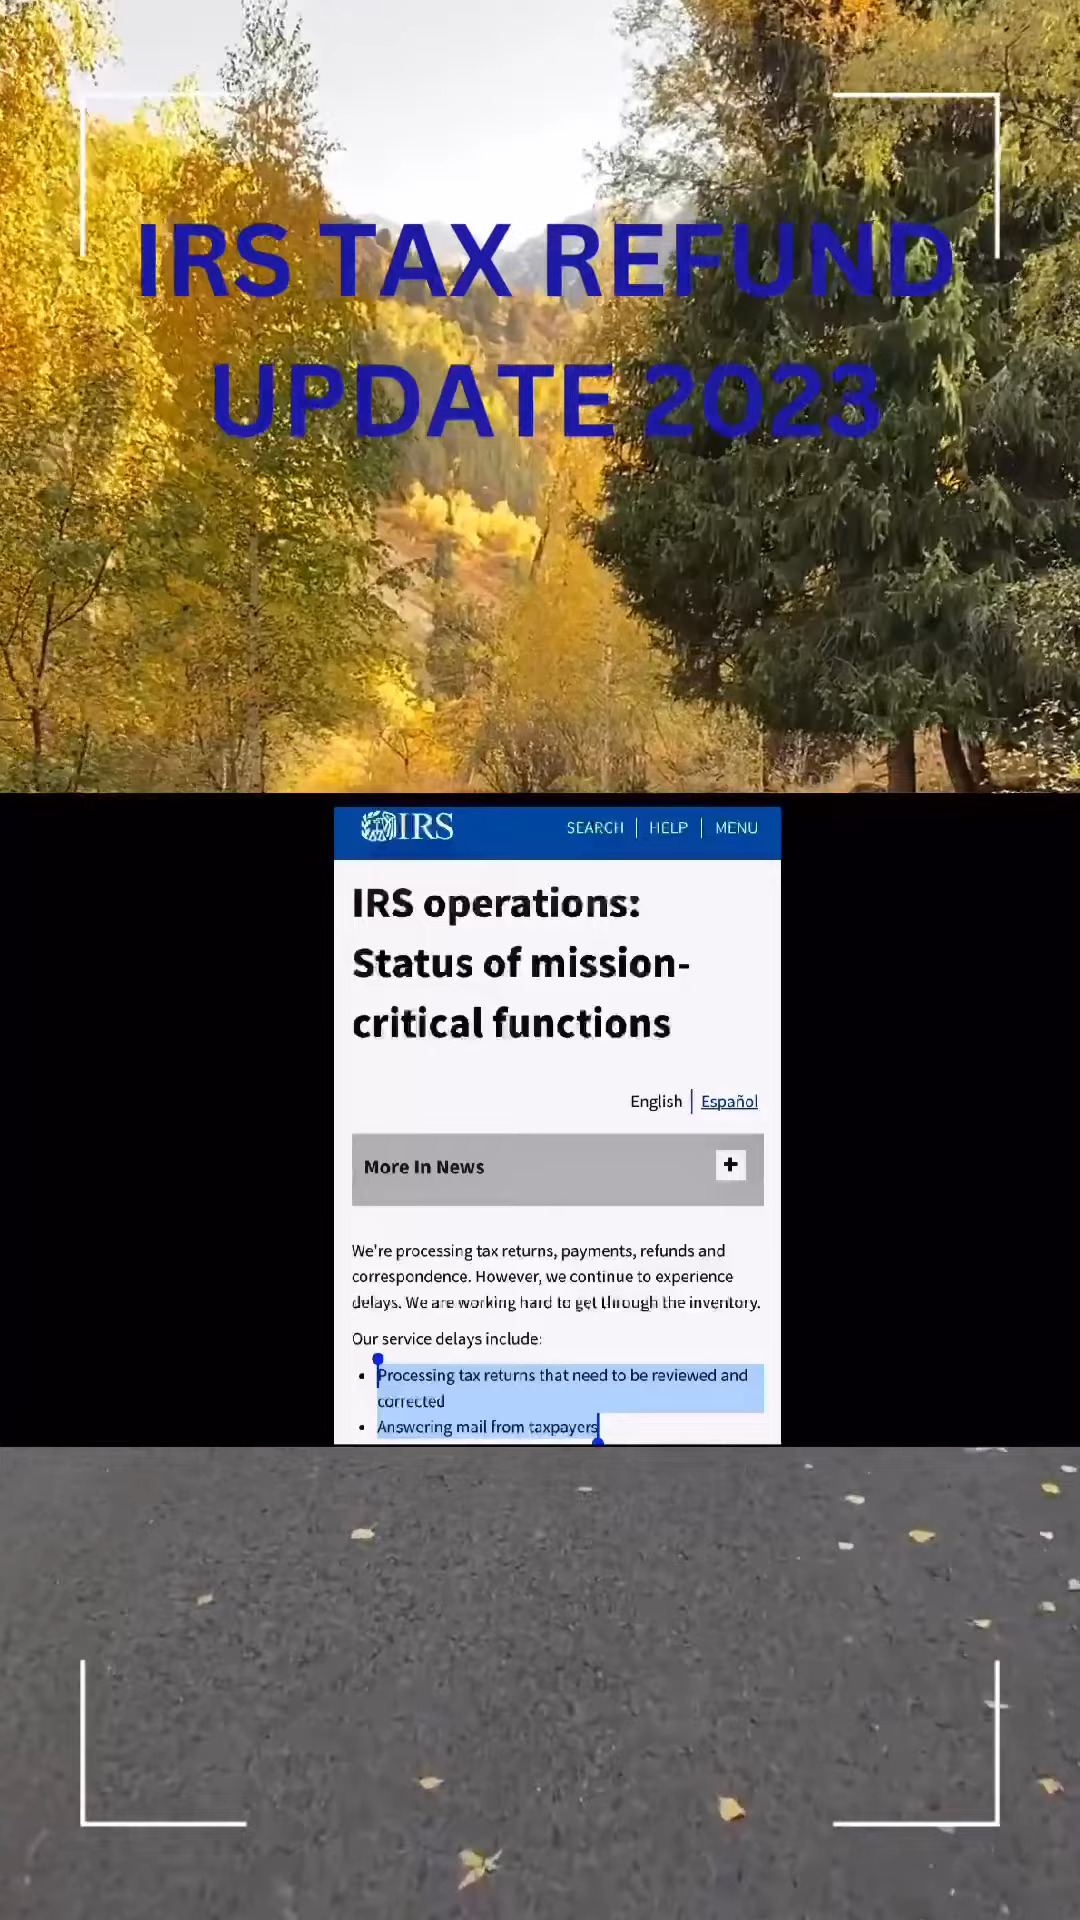 IRS TAX REFUND
UPDATE 2023
IRS
SEARCH | HELP | MENU
IRS operations:
Status of mission-
critical functions
English | Español
More In News +
We're processing tax returns, payments, refunds and
correspondence. However, we continue to experience
delays. We are working hard to get through the inventory.
Our service delays include:
• Processing tax returns that need to be reviewed and
corrected
• Answering mail from taxpayers